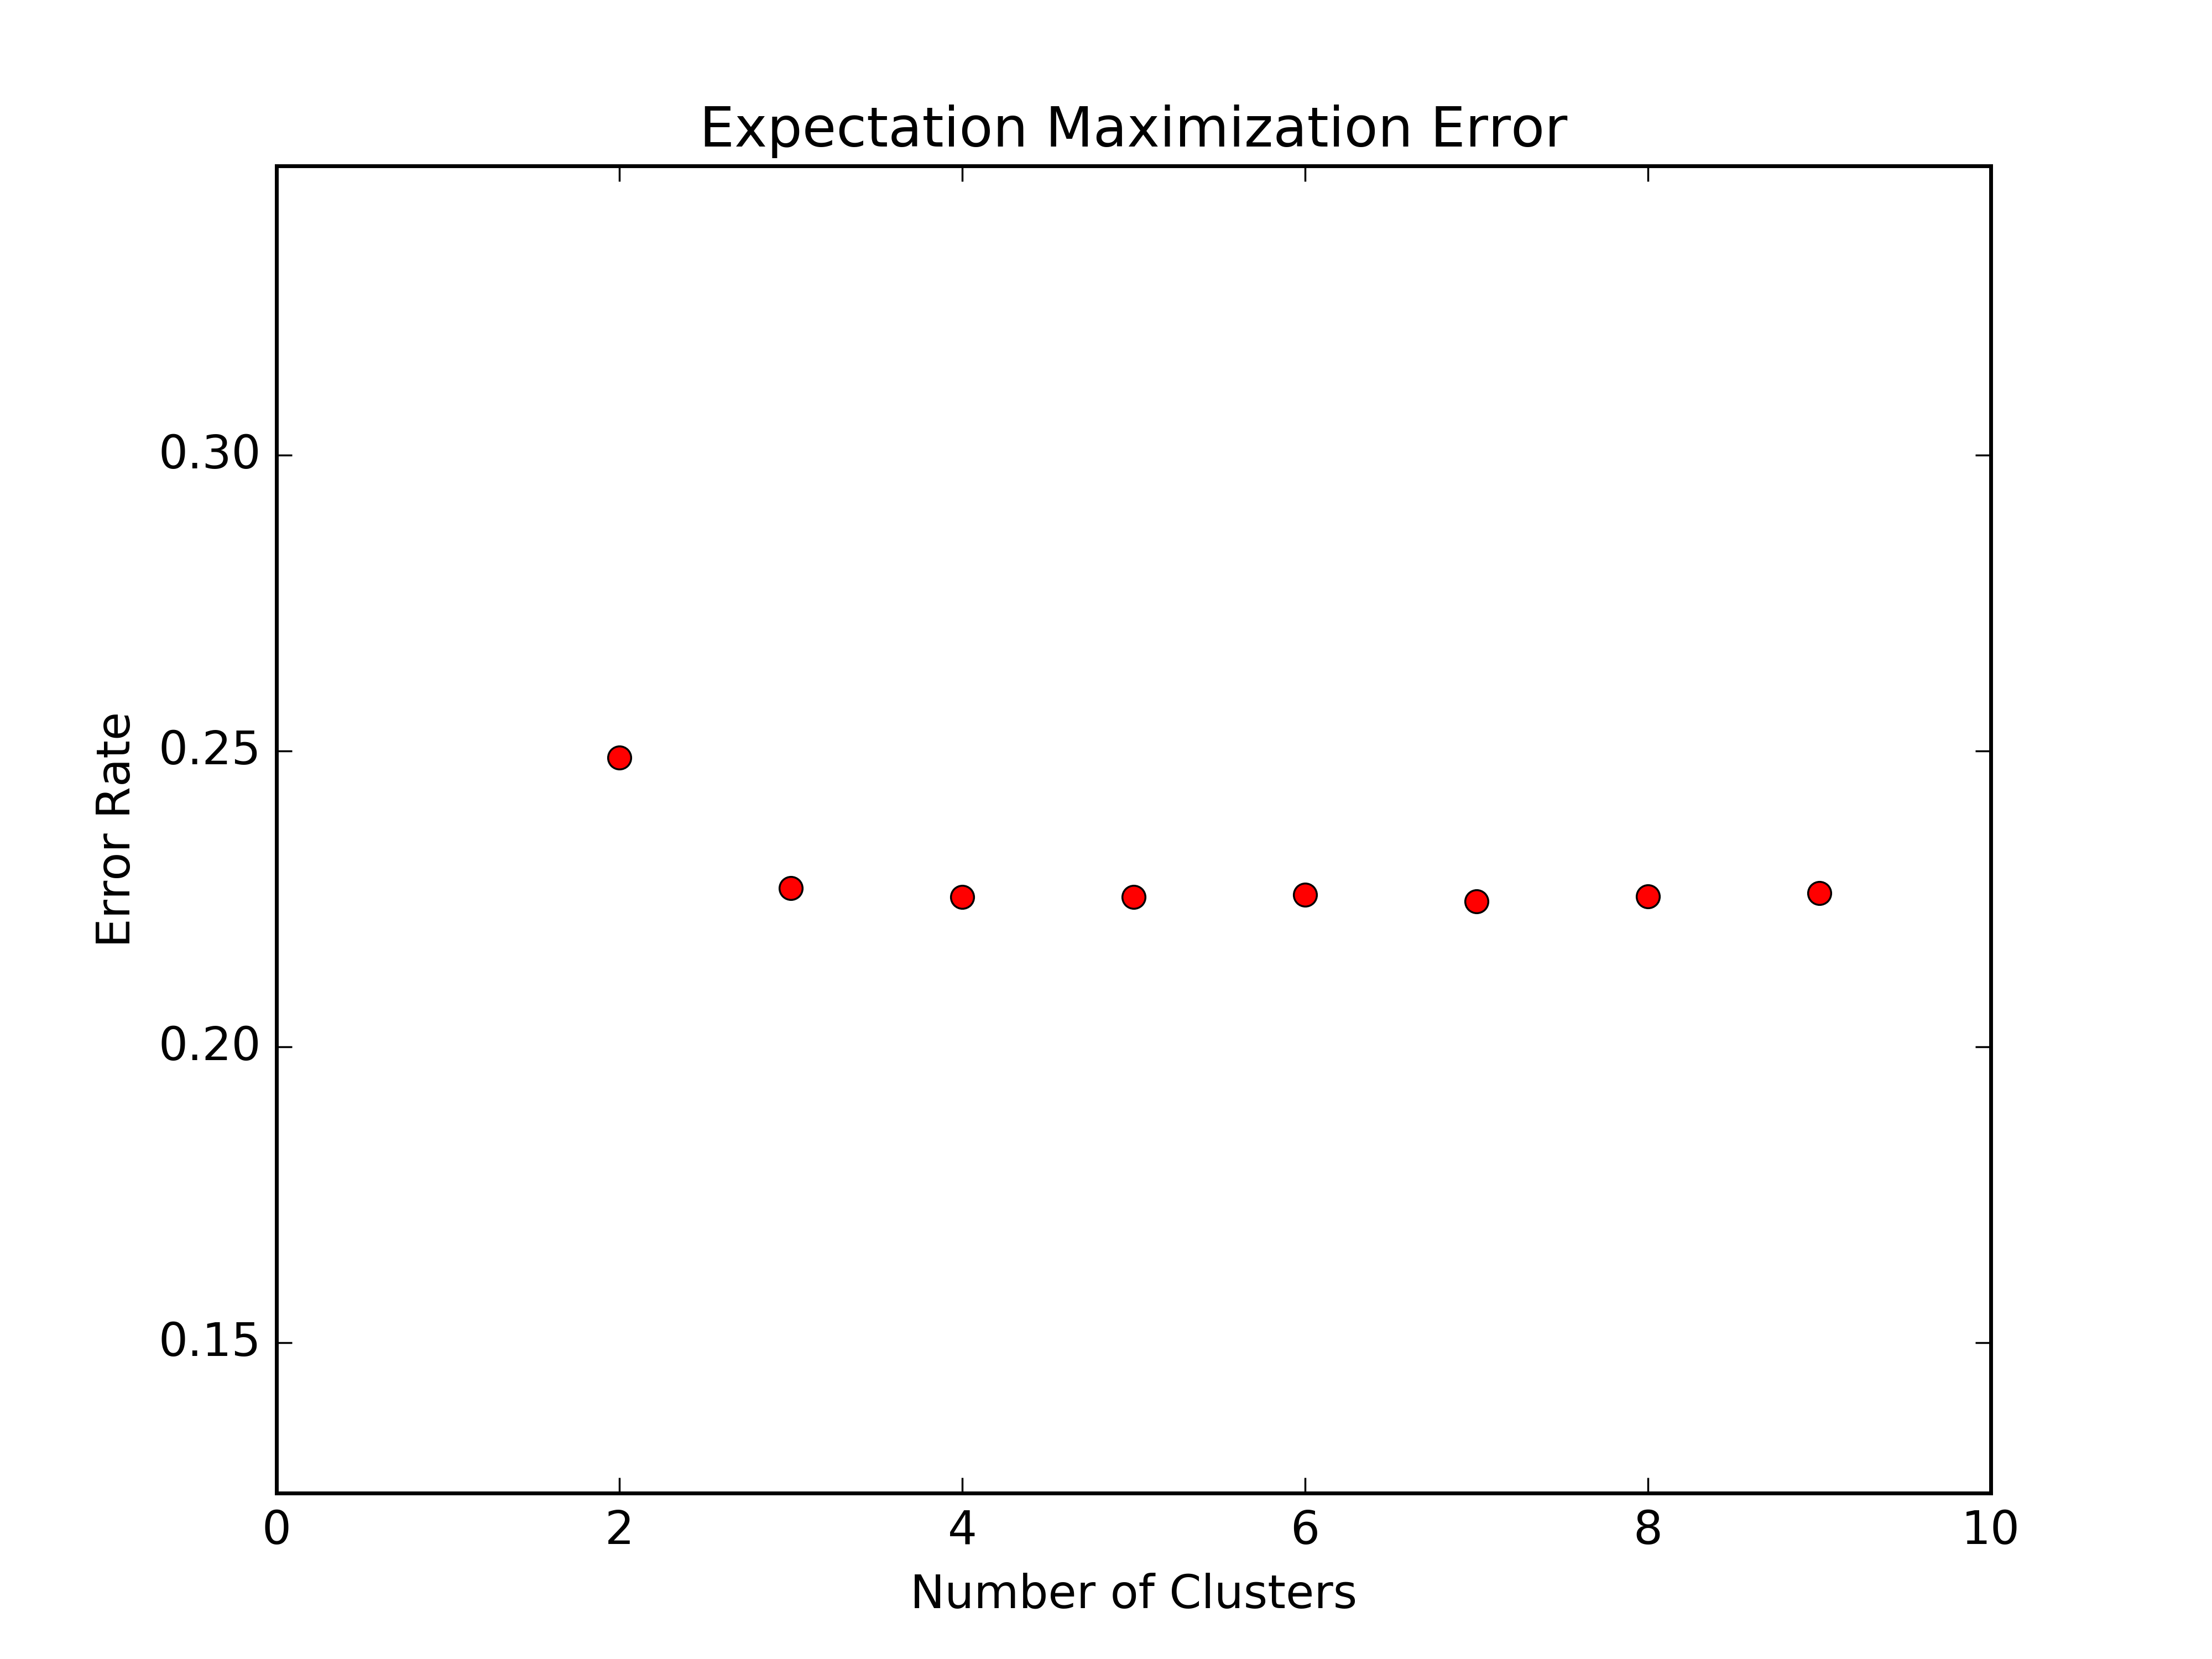 Expectation Maximization Error
0.30
0.25
0.20
0.15
Error Rate
0 2 4 6 8 10
Number of Clusters